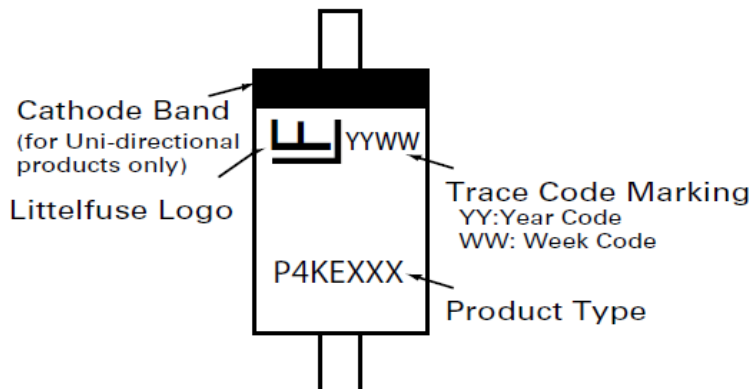 Cathode Band
(for Uni-directional
products only)
Littelfuse Logo
YYWW
Trace Code Marking
YY:Year Code
WW: Week Code
P4KEXXX
Product Type